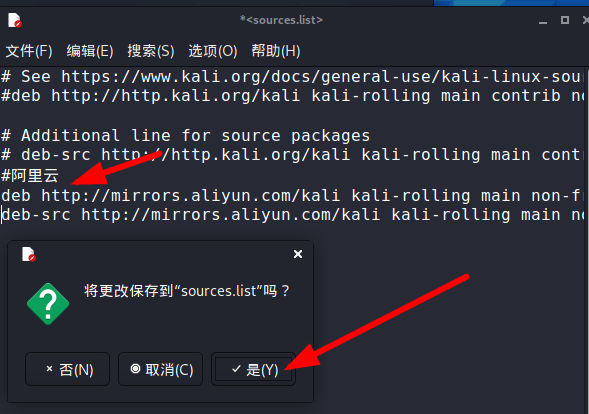 *<sources.list>
文件(F) 编辑(E) 搜索(S) 选项(O) 帮助(H)
# See https://www.kali.org/docs/general-use/kali-linux-sour
#deb http://http.kali.org/kali kali-rolling main contrib no
# Additional line for source packages
# deb-src http://http.kali.org/kali kali-rolling main contr
#阿里云
deb http://mirrors.aliyun.com/kali kali-rolling main non-fr
deb-src http://mirrors.aliyun.com/kali kali-rolling main no
将更改保存到“sources.list”吗？
否(N) 取消(C) 是(Y)